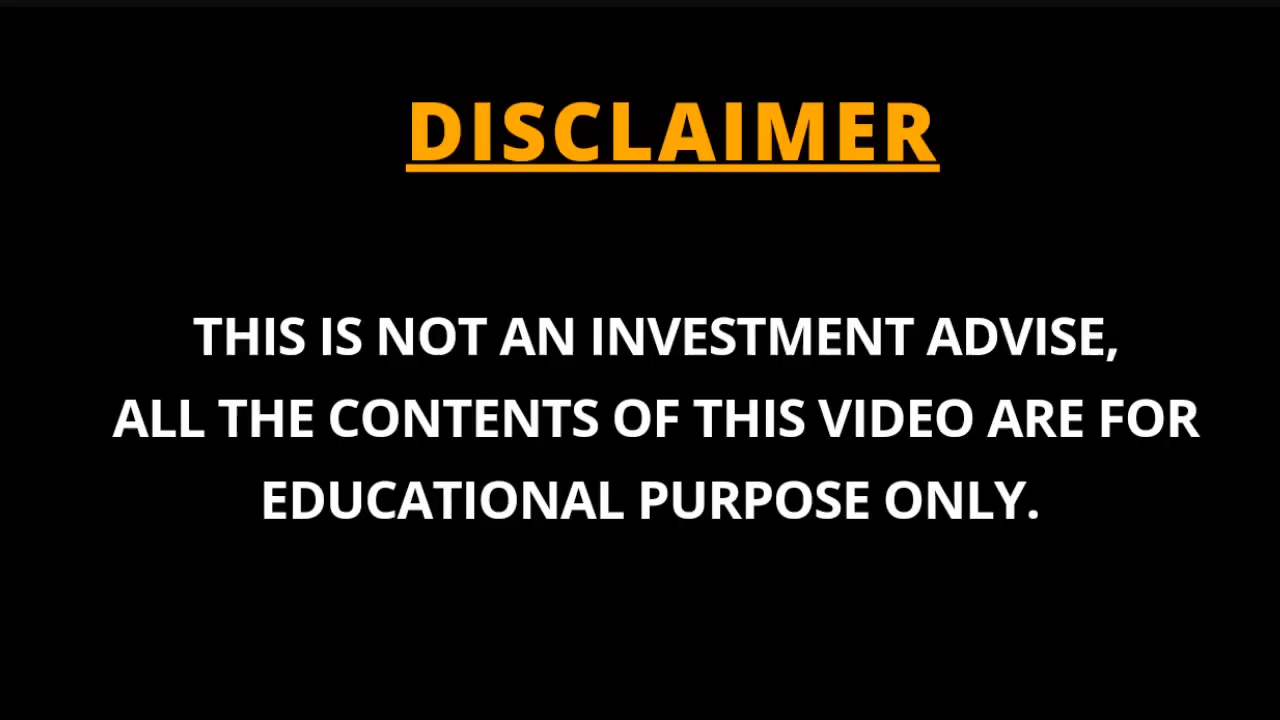 DISCLAIMER
THIS IS NOT AN INVESTMENT ADVISE,
ALL THE CONTENTS OF THIS VIDEO ARE FOR
EDUCATIONAL PURPOSE ONLY.